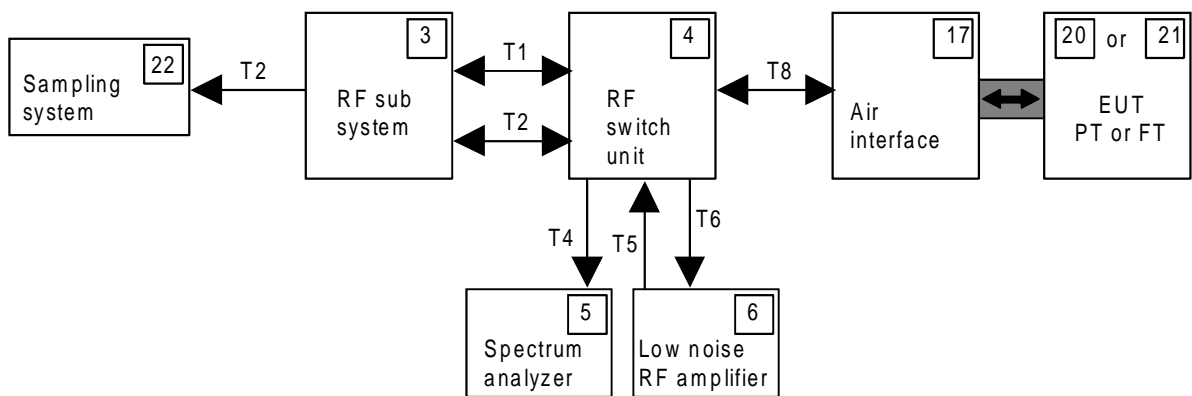 22
Sampling
system
T2
3
RF sub
system
T1
T2
4
RF
switch
unit
T8
17
Air
interface
20 or 21
EUT
PT or FT
T4
T5
T6
5
Spectrum
analyzer
6
Low noise
RF amplifier